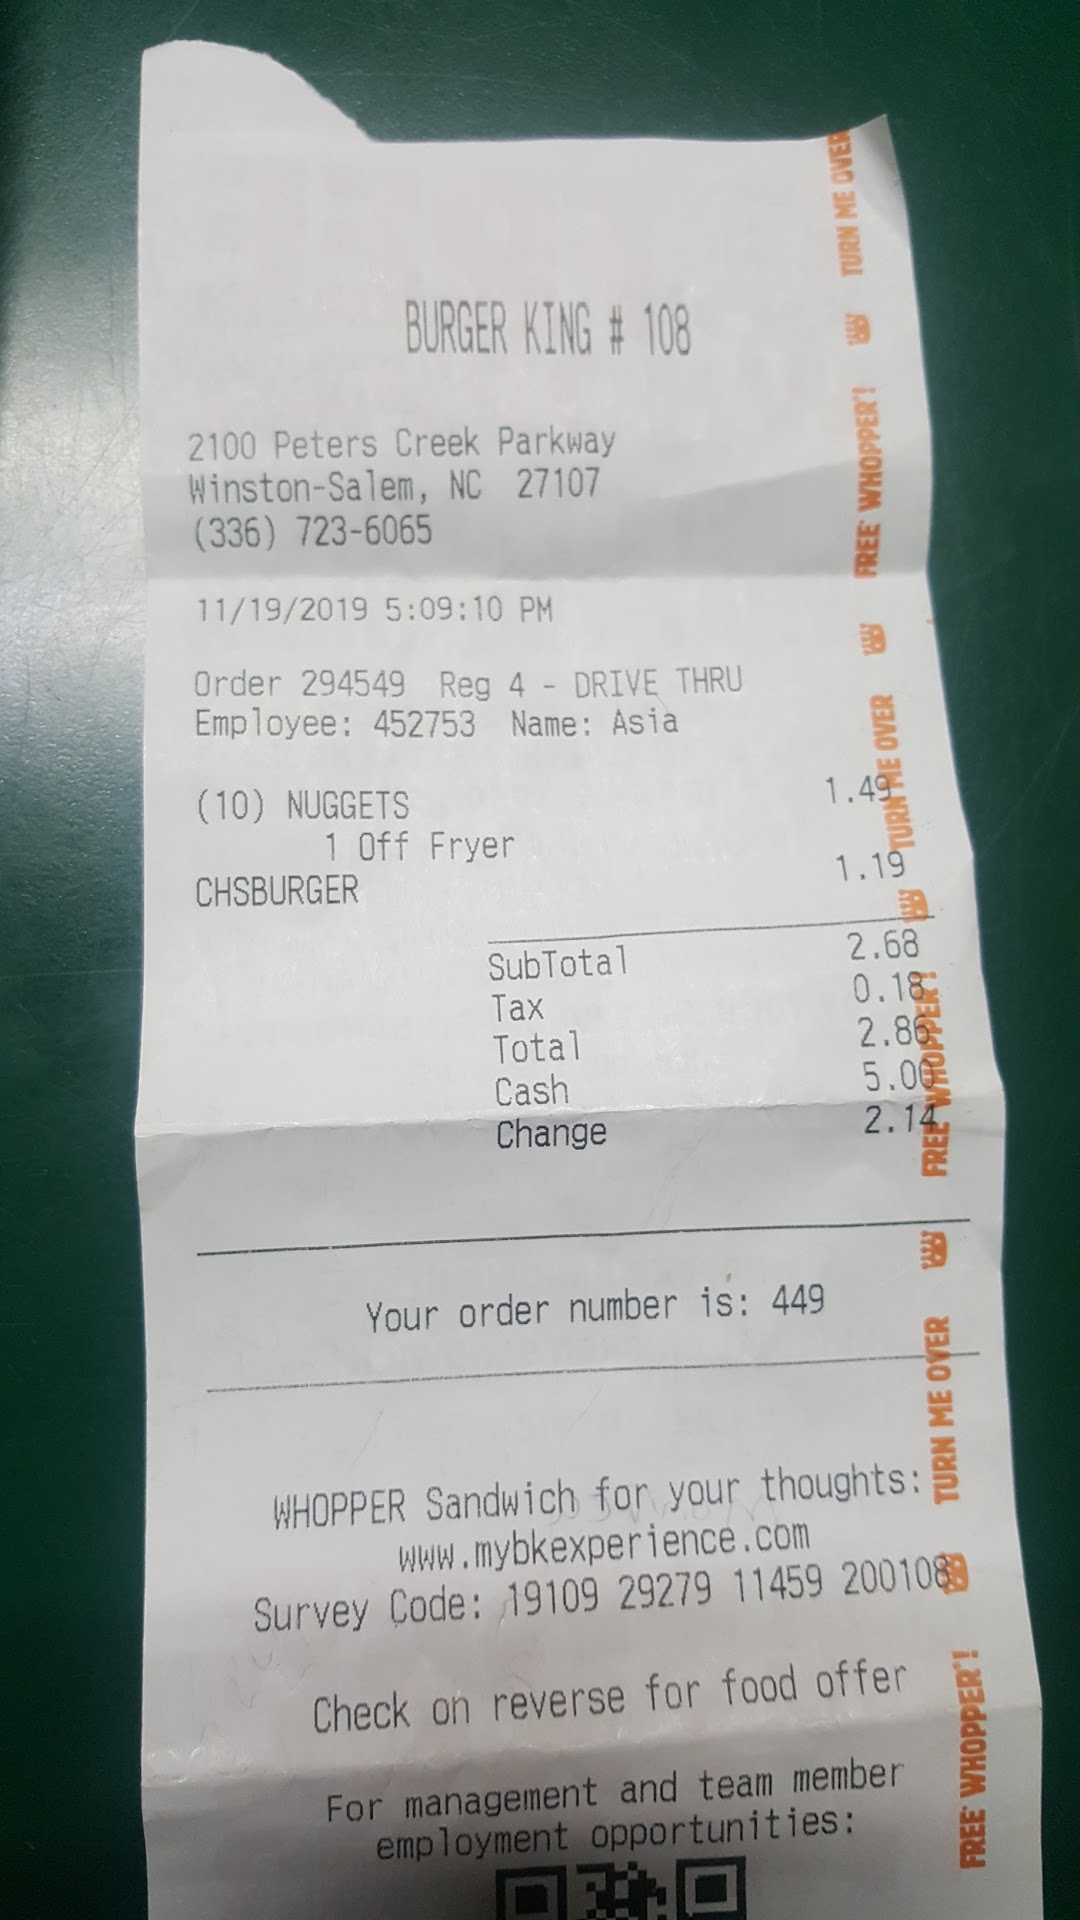 BURGER KING # 108
2100 Peters Creek Parkway
Winston-Salem, NC 27107
(336) 723-6065
11/19/2019 5:09:10 PM
Order 294549 Reg 4 - DRIVE THRU
Employee: 452753 Name: Asia
(10) NUGGETS 1.49
1 Off Fryer
CHSBURGER 1.19
SubTotal 2.68
Tax 0.18
Total 2.86
Cash 5.00
Change 2.14
Your order number is: 449
WHOPPER Sandwich for your thoughts:
www.mybkexperience.com
Survey Code: 19109 29279 11459 200108
Check on reverse for food offer
For management and team member
employment opportunities:
TURN ME OVER
FREE WHOPPER!
TURN ME OVER
FREE WHOPPER!
TURN ME OVER
FREE WHOPPER!